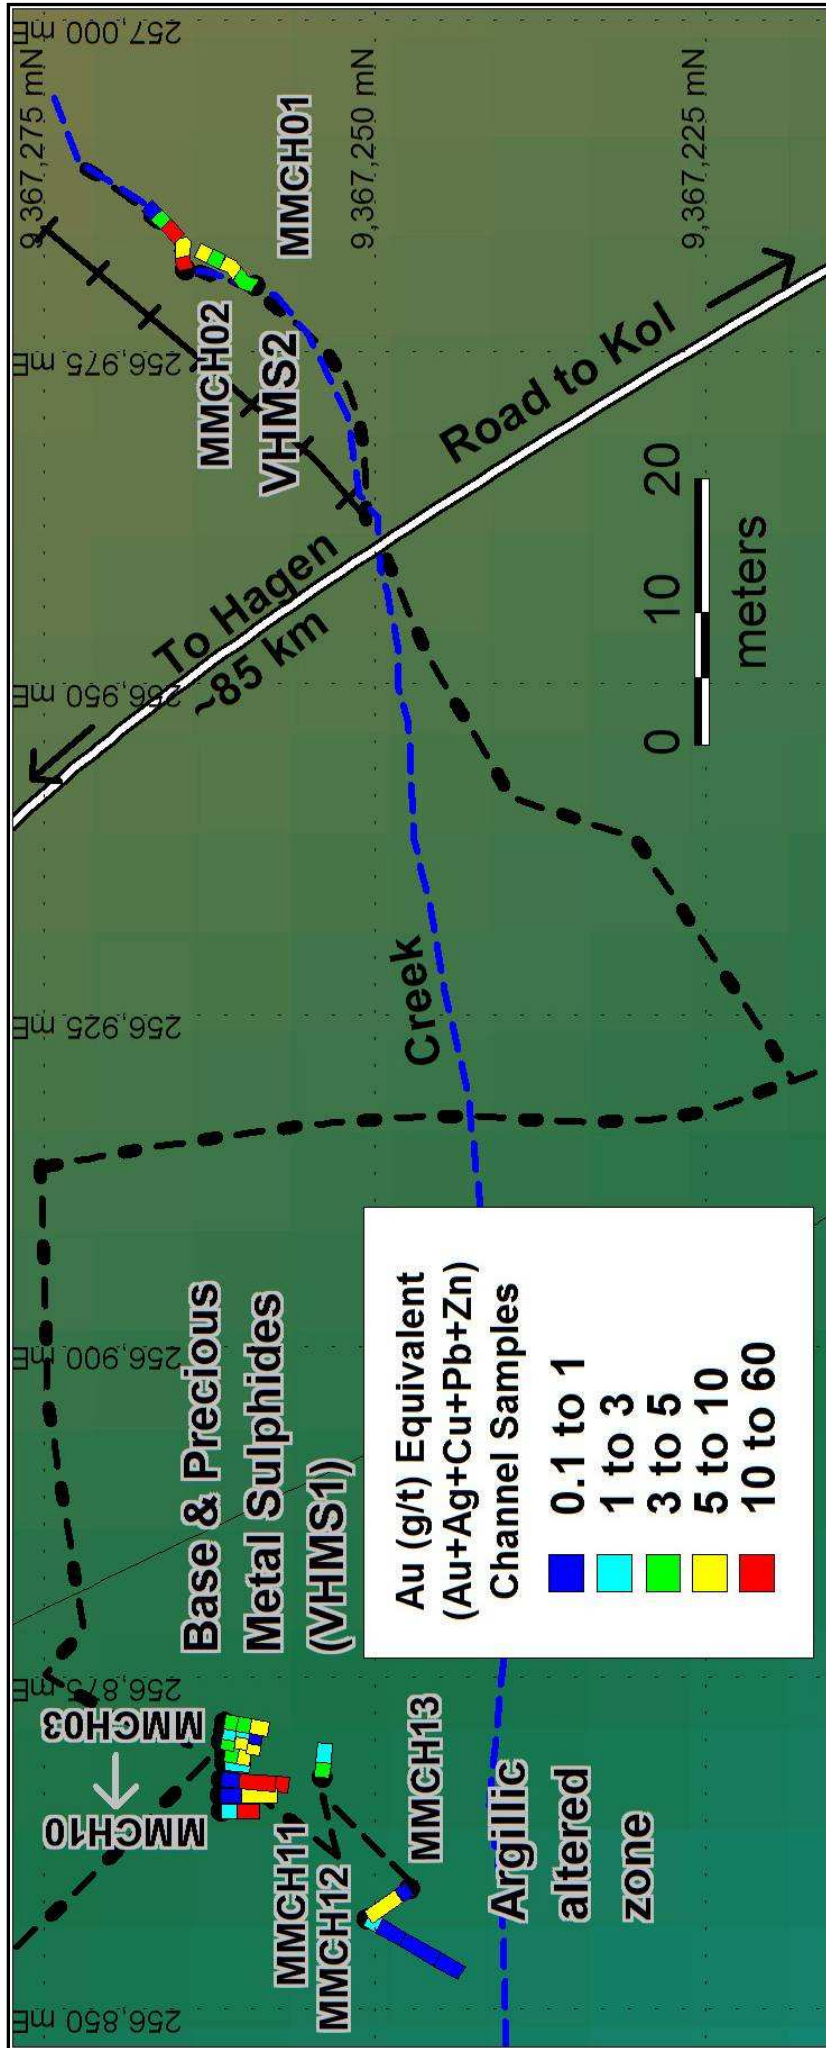 9,367,275 mN
9,367,250 mN
9,367,225 mN
256,850 mE
256,875 mE
256,900 mE
256,925 mE
256,950 mE
256,975 mE
257,000 mE
MMCH10
MMCH03
MMCH11
MMCH12
MMCH13
Argillic
altered
zone
Base & Precious
Metal Sulphides
(VHMS1)
Au (g/t) Equivalent
(Au+Ag+Cu+Pb+Zn)
Channel Samples
0.1 to 1
1 to 3
3 to 5
5 to 10
10 to 60
Creek
To Hagen
~85 km
Road to Kol
MMCH02
VHMS2
MMCH01
0 10 20
meters